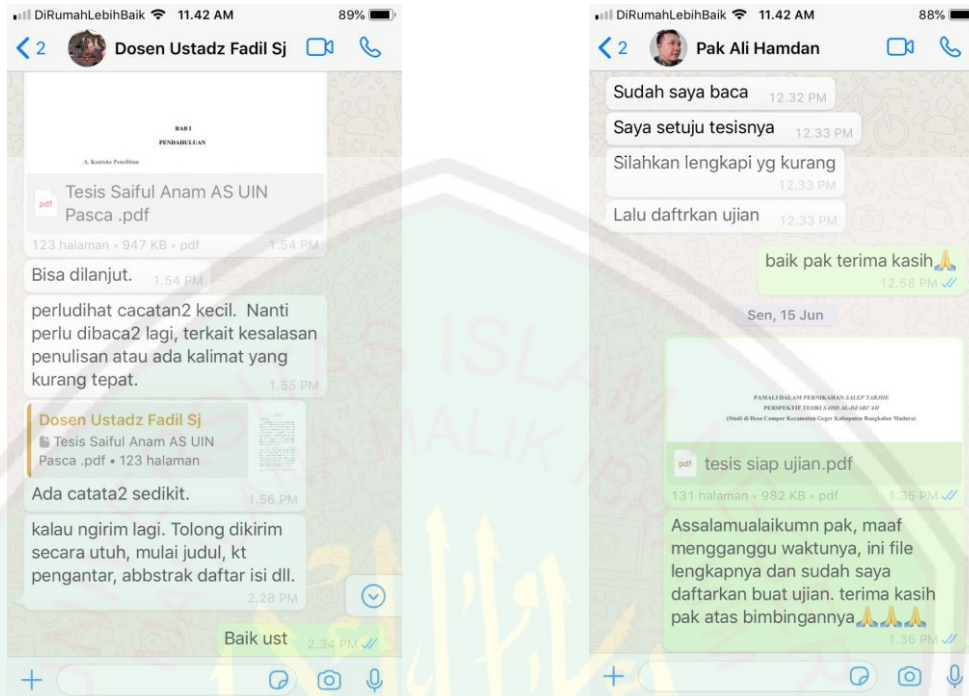 DiRumahLebihBaik 11.42 AM 89%
2 Dosen Ustadz Fadil Sj
BAB I
PENDAHULUAN
A. Konteks Penelitian
Tesis Saiful Anam AS UIN
Pasca .pdf
pdf
123 halaman • 947 KB • pdf 1.54 PM
Bisa dilanjut. 1.54 PM
perludihat cacatan2 kecil. Nanti
perlu dibaca2 lagi, terkait kesalasan
penulisan atau ada kalimat yang
kurang tepat. 1.55 PM
Dosen Ustadz Fadil Sj
Tesis Saiful Anam AS UIN
Pasca .pdf • 123 halaman
Ada catata2 sedikit. 1.56 PM
kalau ngirim lagi. Tolong dikirim
secara utuh, mulai judul, kt
pengantar, abbstrak daftar isi dll.
2.28 PM
Baik ust 2.34 PM
DiRumahLebihBaik 11.42 AM 88%
2 Pak Ali Hamdan
Sudah saya baca 12.32 PM
Saya setuju tesisnya 12.33 PM
Silahkan lengkapi yg kurang
12.33 PM
Lalu daftrkan ujian 12.33 PM
baik pak terima kasih🙏
12.58 PM
Sen, 15 Jun
PAMALI DALAM PERNIKAHAN SALEP TARJHE
PERSPEKTIF TEORI SADD AL-DZARI'AH
(Studi di Desa Campor Kecamatan Geger Kabupaten Bangkalan Madura)
pdf tesis siap ujian.pdf
131 halaman • 982 KB • pdf 1.35 PM
Assalamualaikumn pak, maaf
mengganggu waktunya, ini file
lengkapnya dan sudah saya
daftarkan buat ujian. terima kasih
pak atas bimbingannya🙏🙏🙏
1.36 PM